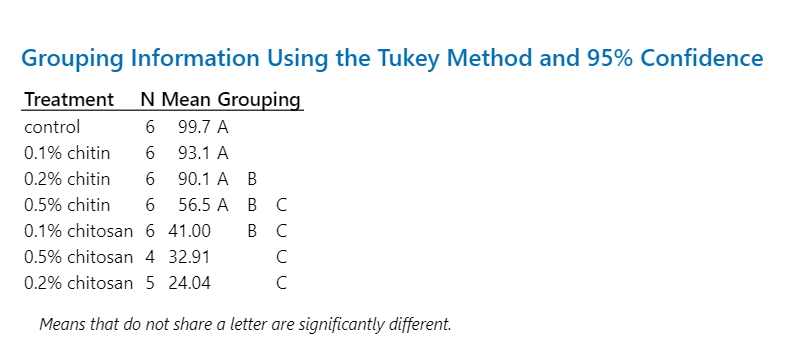 Grouping Information Using the Tukey Method and 95% Confidence
Treatment N Mean Grouping
control 6 99.7 A
0.1% chitin 6 93.1 A
0.2% chitin 6 90.1 A B
0.5% chitin 6 56.5 A B C
0.1% chitosan 6 41.00 B C
0.5% chitosan 4 32.91 C
0.2% chitosan 5 24.04 C
Means that do not share a letter are significantly different.